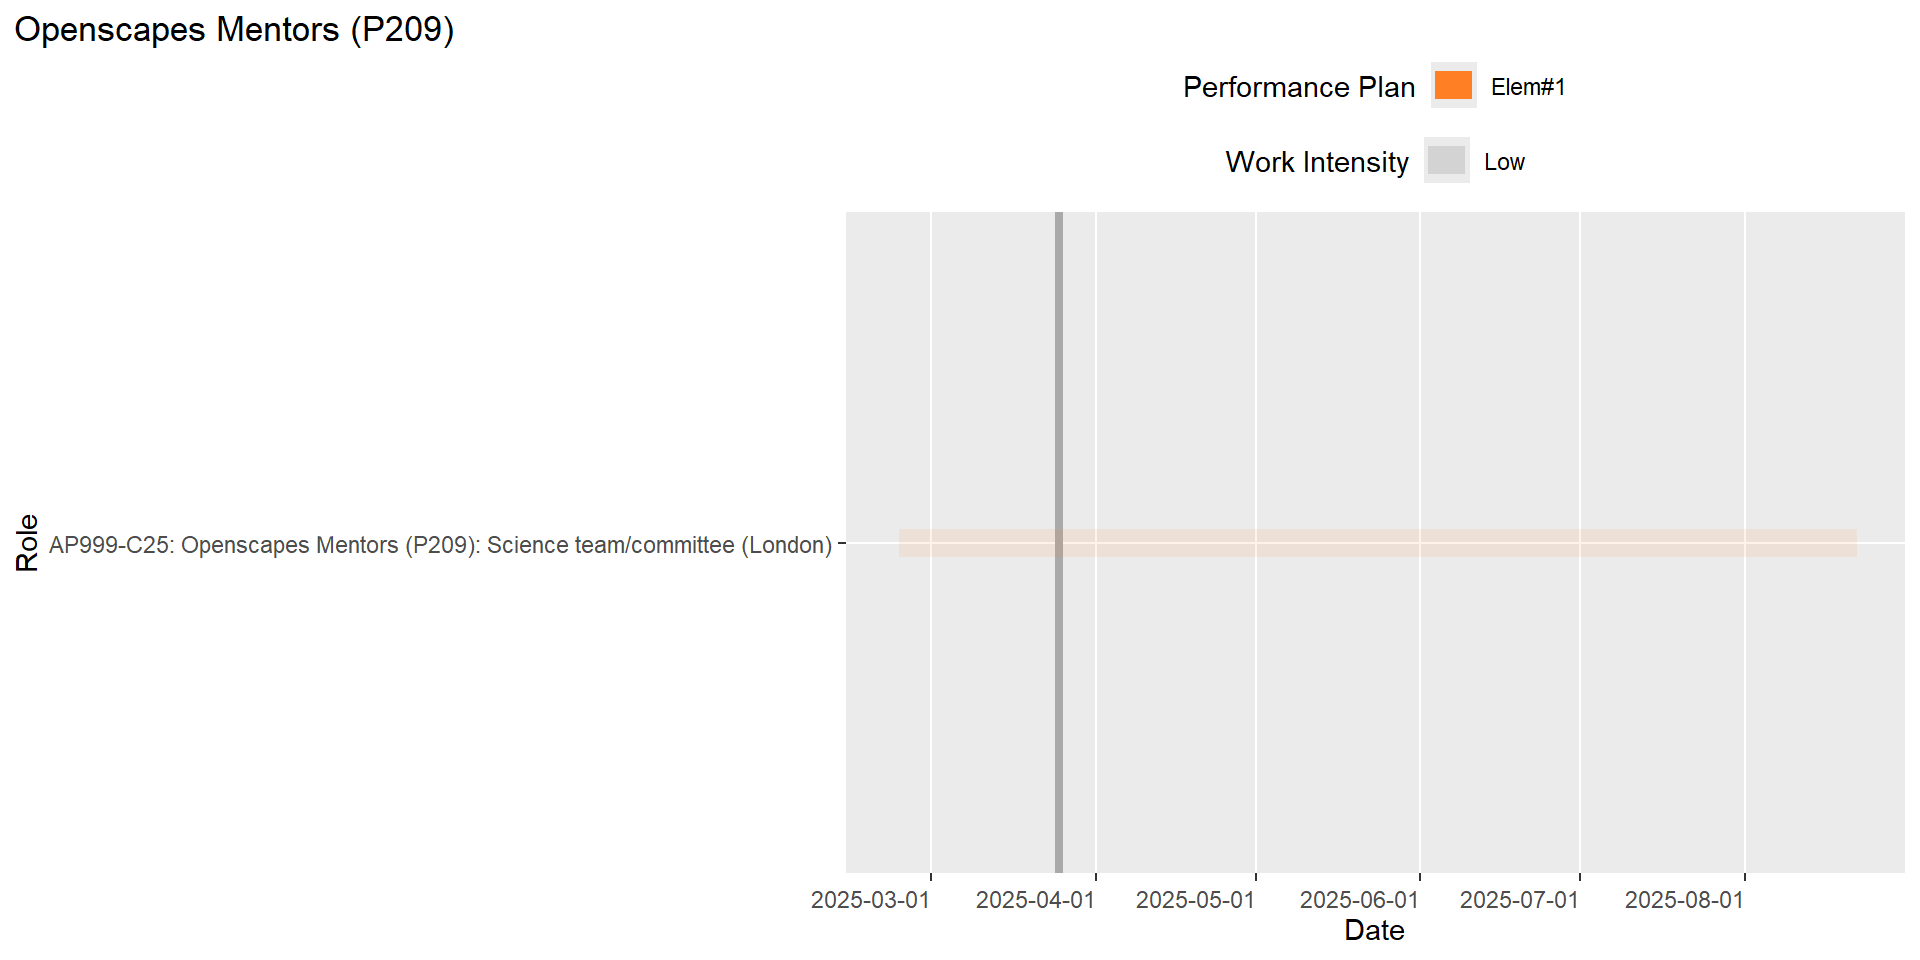 Openscapes Mentors (P209)
Performance Plan Elem#1
Work Intensity Low
Role
AP999-C25: Openscapes Mentors (P209): Science team/committee (London)
2025-03-01 2025-04-01 2025-05-01 2025-06-01 2025-07-01 2025-08-01
Date